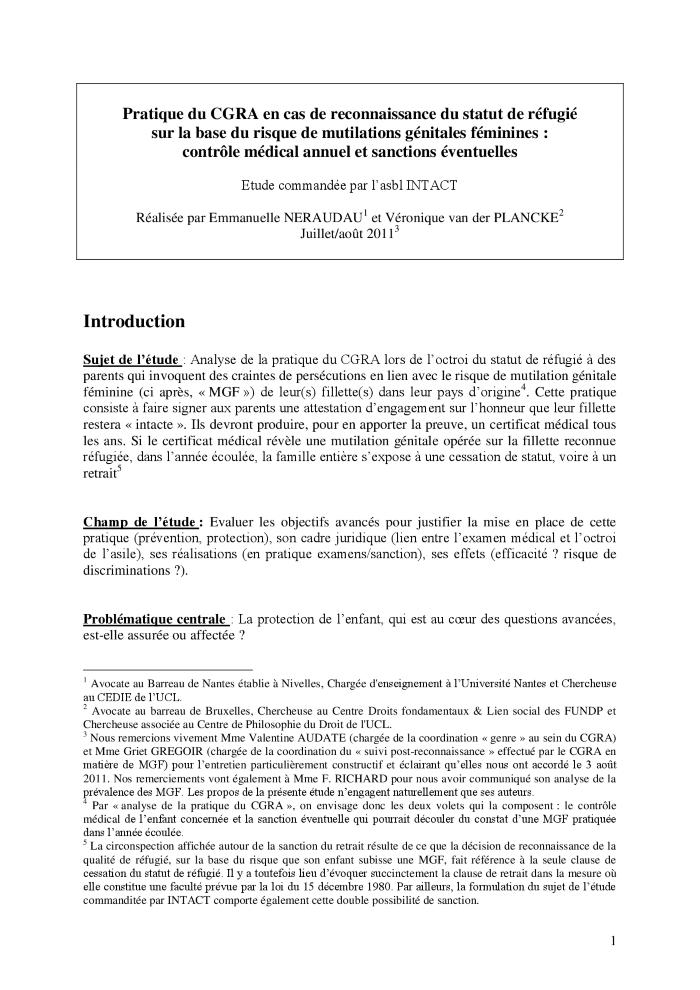 Pratique du CGRA en cas de reconnaissance du statut de réfugié
sur la base du risque de mutilations génitales féminines :
contrôle médical annuel et sanctions éventuelles
Etude commandée par l'asbl INTACT
Réalisée par Emmanuelle NERAUDAU1 et Véronique van der PLANCKE2
Juillet/août 20113
Introduction
Sujet de l'étude : Analyse de la pratique du CGRA lors de l'octroi du statut de réfugié à des
parents qui invoquent des craintes de persécutions en lien avec le risque de mutilation génitale
féminine (ci après, « MGF ») de leur(s) fillette(s) dans leur pays d'origine4. Cette pratique
consiste à faire signer aux parents une attestation d'engagement sur l'honneur que leur fillette
restera « intacte ». Ils devront produire, pour en apporter la preuve, un certificat médical tous
les ans. Si le certificat médical révèle une mutilation génitale opérée sur la fillette reconnue
réfugiée, dans l'année écoulée, la famille entière s'expose à une cessation de statut, voire à un
retrait5
Champ de l'étude : Evaluer les objectifs avancés pour justifier la mise en place de cette
pratique (prévention, protection), son cadre juridique (lien entre l'examen médical et l'octroi
de l'asile), ses réalisations (en pratique examens/sanction), ses effets (efficacité ? risque de
discriminations ?).
Problématique centrale : La protection de l'enfant, qui est au cœur des questions avancées,
est-elle assurée ou affectée ?
1 Avocate au Barreau de Nantes établie à Nivelles, Chargée d'enseignement à l'Université Nantes et Chercheuse
au CEDIE de l'UCL.
2 Avocate au barreau de Bruxelles, Chercheuse au Centre Droits fondamentaux & Lien social des FUNDP et
Chercheuse associée au Centre de Philosophie du Droit de l'UCL.
3 Nous remercions vivement Mme Valentine AUDATE (chargée de la coordination « genre » au sein du CGRA)
et Mme Griet GREGOIR (chargée de la coordination du « suivi post-reconnaissance » effectué par le CGRA en
matière de MGF) pour l'entretien particulièrement constructif et éclairant qu'elles nous ont accordé le 3 août
2011. Nos remerciements vont également à Mme F. RICHARD pour nous avoir communiqué son analyse de la
prévalence des MGF. Les propos de la présente étude n'engagent naturellement que ses auteurs.
4 Par « analyse de la pratique du CGRA », on envisage donc les deux volets qui la composent : le contrôle
médical de l'enfant concernée et la sanction éventuelle qui pourrait découler du constat d'une MGF pratiquée
dans l'année écoulée.
5 La circonspection affichée autour de la sanction du retrait résulte de ce que la décision de reconnaissance de la
qualité de réfugié, sur la base du risque que son enfant subisse une MGF, fait référence à la seule clause de
cessation du statut de réfugié. Il y a toutefois lieu d'évoquer succinctement la clause de retrait dans la mesure où
elle constitue une faculté prévue par la loi du 15 décembre 1980. Par ailleurs, la formulation du sujet de l'étude
commanditée par INTACT comporte également cette double possibilité de sanction.
1